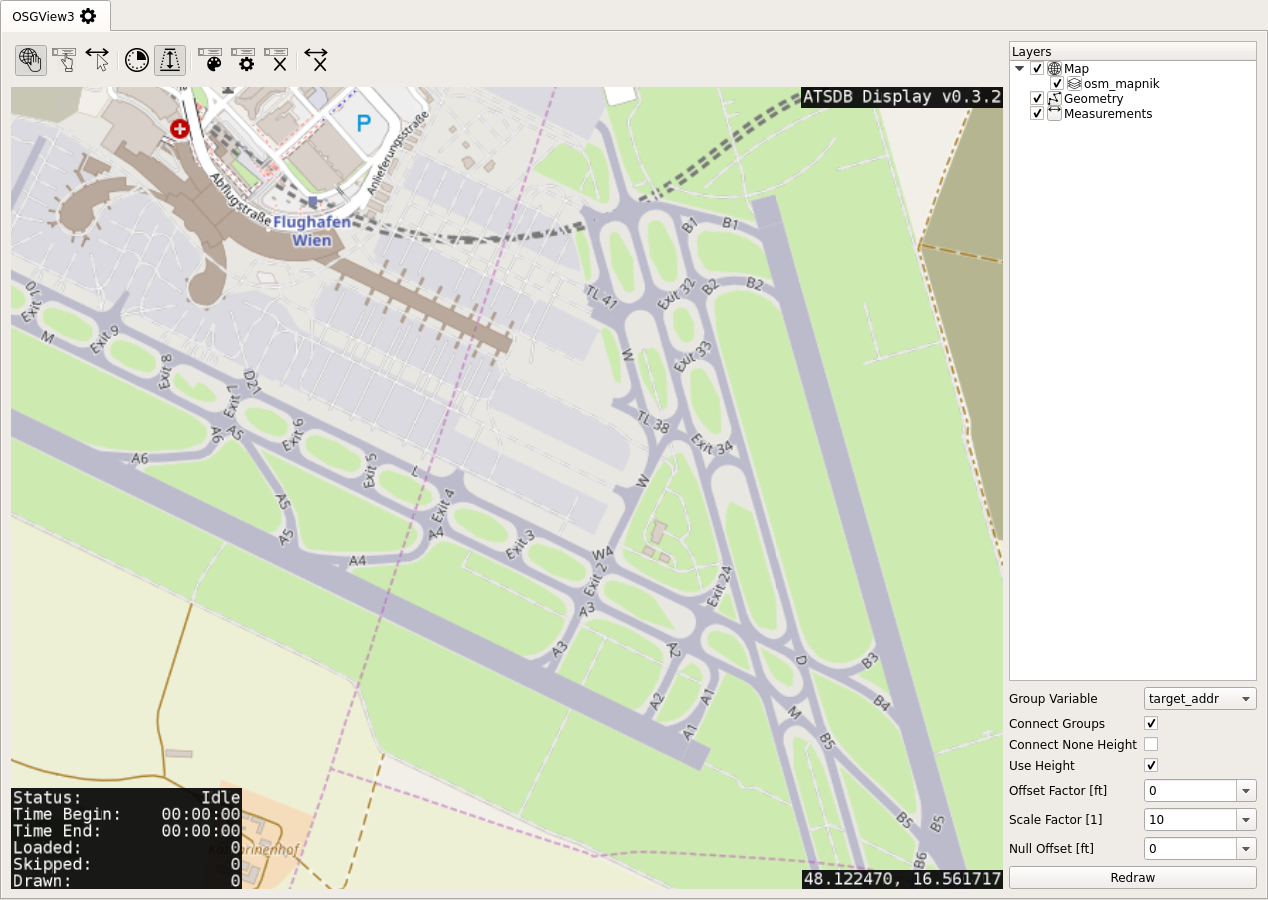 OSGView3
Layers
Map
osm_mapnik
Geometry
Measurements
ATSDB Display v0.3.2
P
Anlieferungsstraße
Abflugstraße
Flughafen
Wien
B1
B1
TL 41
Exit 32
B2
B2
Exit 10
M
Exit 9
Exit 8
W
Exit 33
D21
Exit 7
L
TL 38
A6
A5
Exit 6
Exit 34
A6
Exit 5
L
W
A5
Exit 4
A5
A4
Exit 3
W4
A4
Exit 2
Exit 24
A3
A3
A2
D
B3
A2
A1
B4
A1
M
B5
B5
B5
B6
Status: Idle
Time Begin: 00:00:00
Time End: 00:00:00
Loaded: 0
Skipped: 0
Drawn: 0
48.122470, 16.561717
Group Variable target_addr
Connect Groups
Connect None Height
Use Height
Offset Factor [ft] 0
Scale Factor [1] 10
Null Offset [ft] 0
Redraw